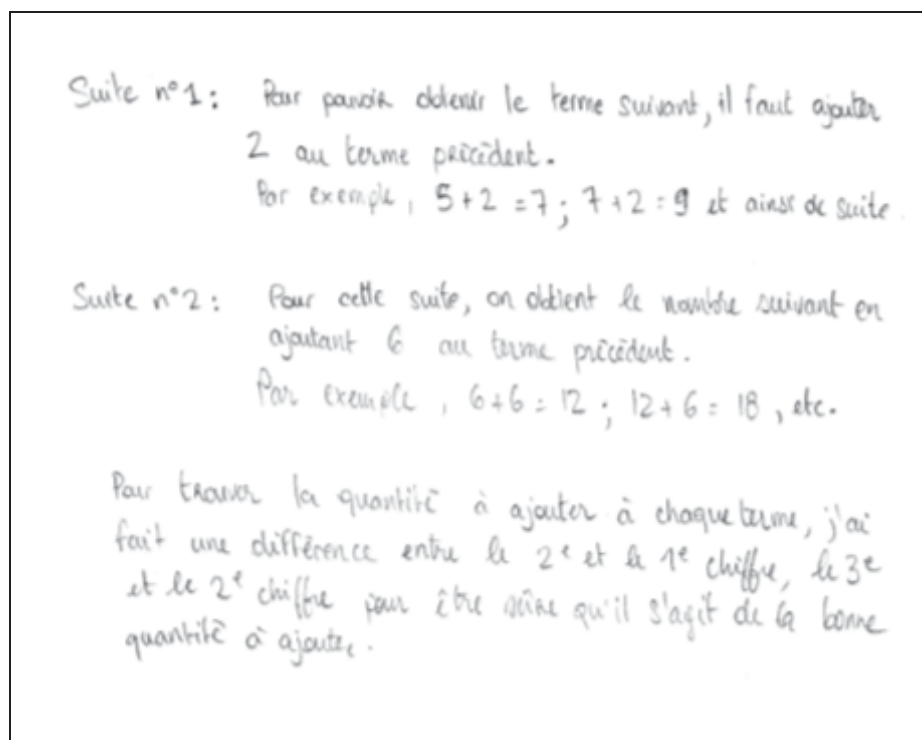 Suite n°1 : Pour pouvoir obtenir le terme suivant, il faut ajouter
2 au terme précédent.
Par exemple, 5+2 = 7 ; 7+2 = 9 et ainsi de suite.
Suite n°2 : Pour cette suite, on obtient le nombre suivant en
ajoutant 6 au terme précédent.
Par exemple, 6+6 = 12 ; 12+6 = 18, etc.
Pour trouver la quantité à ajouter à chaque terme, j'ai
fait une différence entre le 2e et le 1e chiffre, le 3e
et le 2e chiffre pour être sûre qu'il s'agit de la bonne
quantité à ajouter.